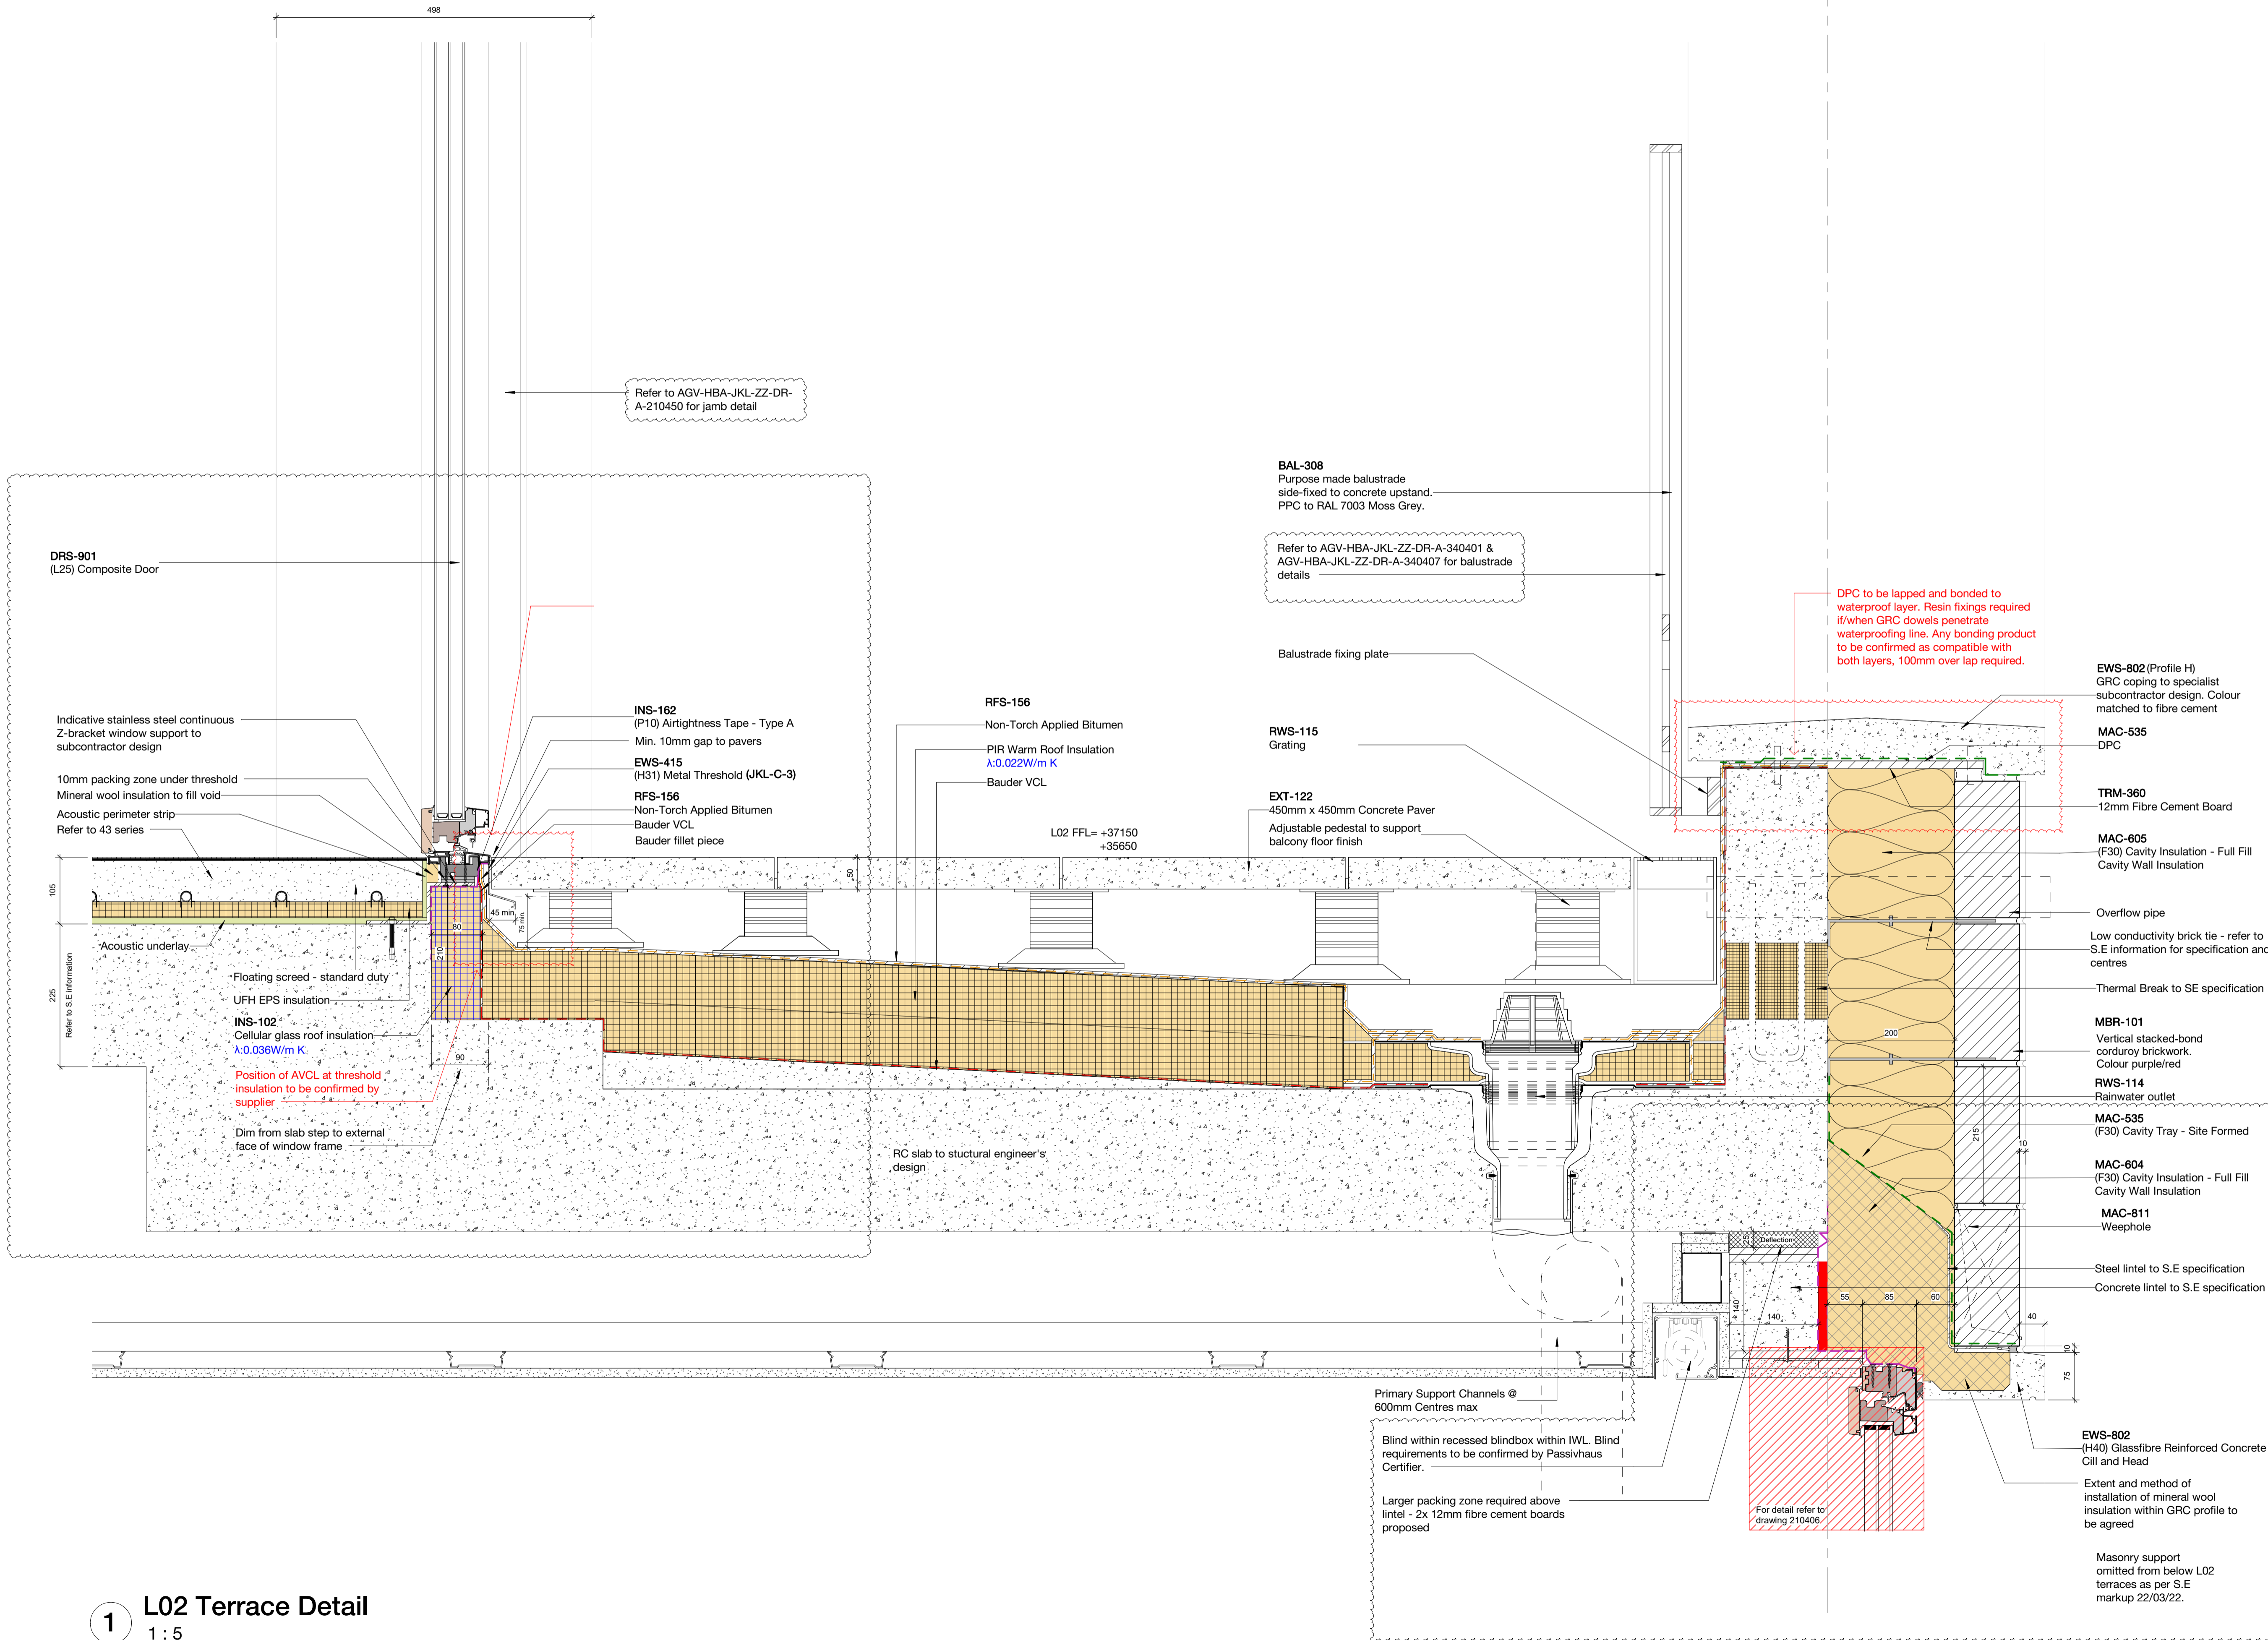 498
Refer to AGV-HBA-JKL-ZZ-DR-
A-210450 for jamb detail
BAL-308
Purpose made balustrade
side-fixed to concrete upstand.
PPC to RAL 7003 Moss Grey.
Refer to AGV-HBA-JKL-ZZ-DR-A-340401 &
AGV-HBA-JKL-ZZ-DR-A-340407 for balustrade
details
DRS-901
(L25) Composite Door
DPC to be lapped and bonded to
waterproof layer. Resin fixings required
if/when GRC dowels penetrate
waterproofing line. Any bonding product
to be confirmed as compatible with
both layers, 100mm over lap required.
Balustrade fixing plate
EWS-802 (Profile H)
GRC coping to specialist
subcontractor design. Colour
matched to fibre cement
MAC-535
DPC
TRM-360
12mm Fibre Cement Board
MAC-605
(F30) Cavity Insulation - Full Fill
Cavity Wall Insulation
Overflow pipe
Low conductivity brick tie - refer to
S.E information for specification and
centres
Thermal Break to SE specification
MBR-101
Vertical stacked-bond
corduroy brickwork.
Colour purple/red
RWS-114
Rainwater outlet
MAC-535
(F30) Cavity Tray - Site Formed
MAC-604
(F30) Cavity Insulation - Full Fill
Cavity Wall Insulation
MAC-811
Weephole
Steel lintel to S.E specification
Concrete lintel to S.E specification
Indicative stainless steel continuous
Z-bracket window support to
subcontractor design
10mm packing zone under threshold
Mineral wool insulation to fill void
Acoustic perimeter strip
Refer to 43 series
INS-162
(P10) Airtightness Tape - Type A
Min. 10mm gap to pavers
EWS-415
(H31) Metal Threshold (JKL-C-3)
RFS-156
Non-Torch Applied Bitumen
Bauder VCL
Bauder fillet piece
RFS-156
Non-Torch Applied Bitumen
PIR Warm Roof Insulation
λ:0.022W/m K
Bauder VCL
RWS-115
Grating
EXT-122
450mm x 450mm Concrete Paver
Adjustable pedestal to support
balcony floor finish
L02 FFL= +37150
+35650
50
105
225
Refer to S.E information
45 min.
75 min.
80
210
90
Acoustic underlay
Floating screed - standard duty
UFH EPS insulation
INS-102
Cellular glass roof insulation
λ:0.036W/m K
Position of AVCL at threshold
insulation to be confirmed by
supplier
Dim from slab step to external
face of window frame
RC slab to stuctural engineer's
design
200
215
10
25
Deflection
140
140
55
85
60
40
10
75
Primary Support Channels @
600mm Centres max
Blind within recessed blindbox within IWL. Blind
requirements to be confirmed by Passivhaus
Certifier.
Larger packing zone required above
lintel - 2x 12mm fibre cement boards
proposed
For detail refer to
drawing 210406
EWS-802
(H40) Glassfibre Reinforced Concrete
Cill and Head
Extent and method of
installation of mineral wool
insulation within GRC profile to
be agreed
Masonry support
omitted from below L02
terraces as per S.E
markup 22/03/22.
1
L02 Terrace Detail
1 : 5